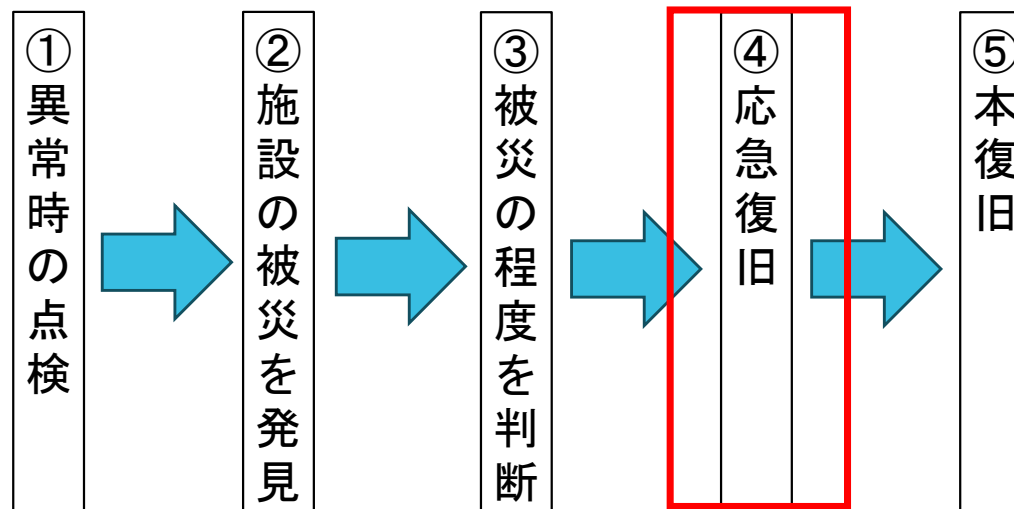 ①異常時の点検
②施設の被災を発見
③被災の程度を判断
④応急復旧
⑤本復旧